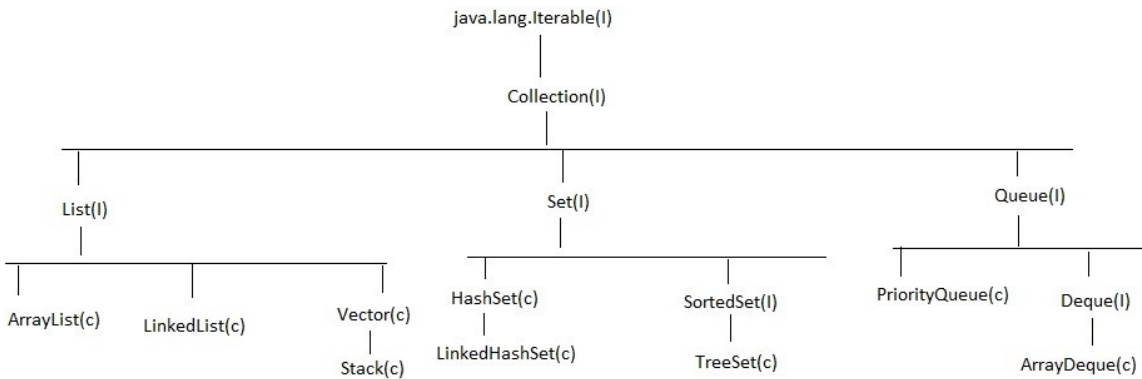 java.lang.Iterable(I)
Collection(I)
List(I)
Set(I)
Queue(I)
ArrayList(c)
LinkedList(c)
Vector(c)
Stack(c)
HashSet(c)
LinkedHashSet(c)
SortedSet(I)
TreeSet(c)
PriorityQueue(c)
Deque(I)
ArrayDeque(c)